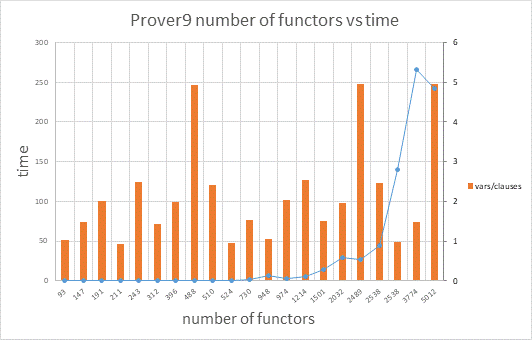 Prover9 number of functors vs time
300
250
200
150
100
50
0
time
6
5
4
3
2
1
0
vars/clauses
93 147 191 211 243 312 396 488 510 524 730 948 974 1214 1501 2032 2489 2538 2538 3774 5012
number of functors